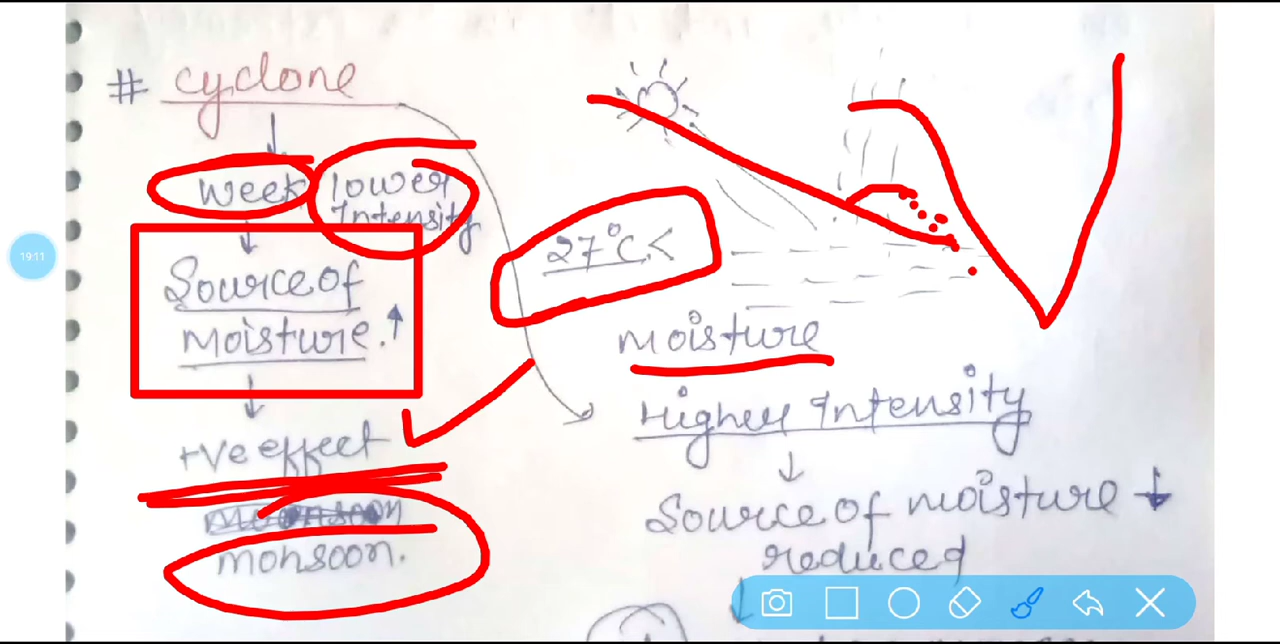 # cyclone
week lower
Intensity
Source of
Moisture. ↑
+ve effect
monsoon.
27°C <
moisture
Higher Intensity
Source of moisture ↓
reduced
19:11